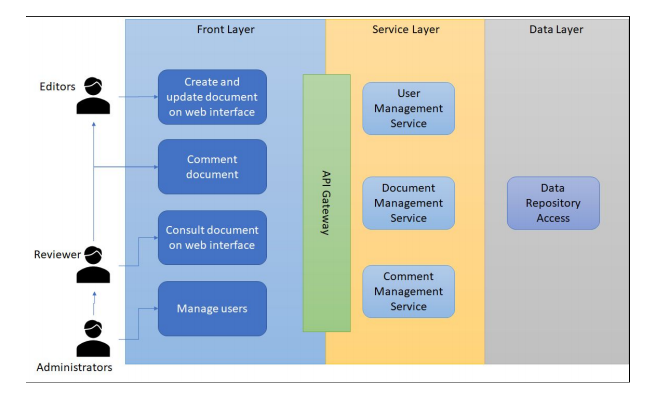 Front Layer
Service Layer
Data Layer
Editors
Create and
update document
on web interface
User
Management
Service
Comment
document
API Gateway
Document
Management
Service
Data
Repository
Access
Reviewer
Consult document
on web interface
Comment
Management
Service
Manage users
Administrators